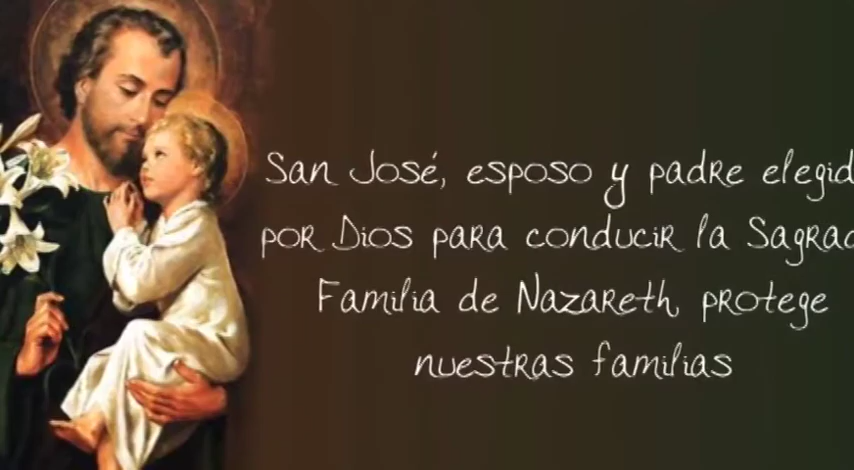 San José, esposo y padre elegid
por Dios para conducir la Sagrad
Familia de Nazareth, protege
nuestras familias